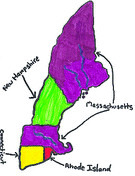 New Hampshire
Massachusetts
Connecticut
Rhode Island